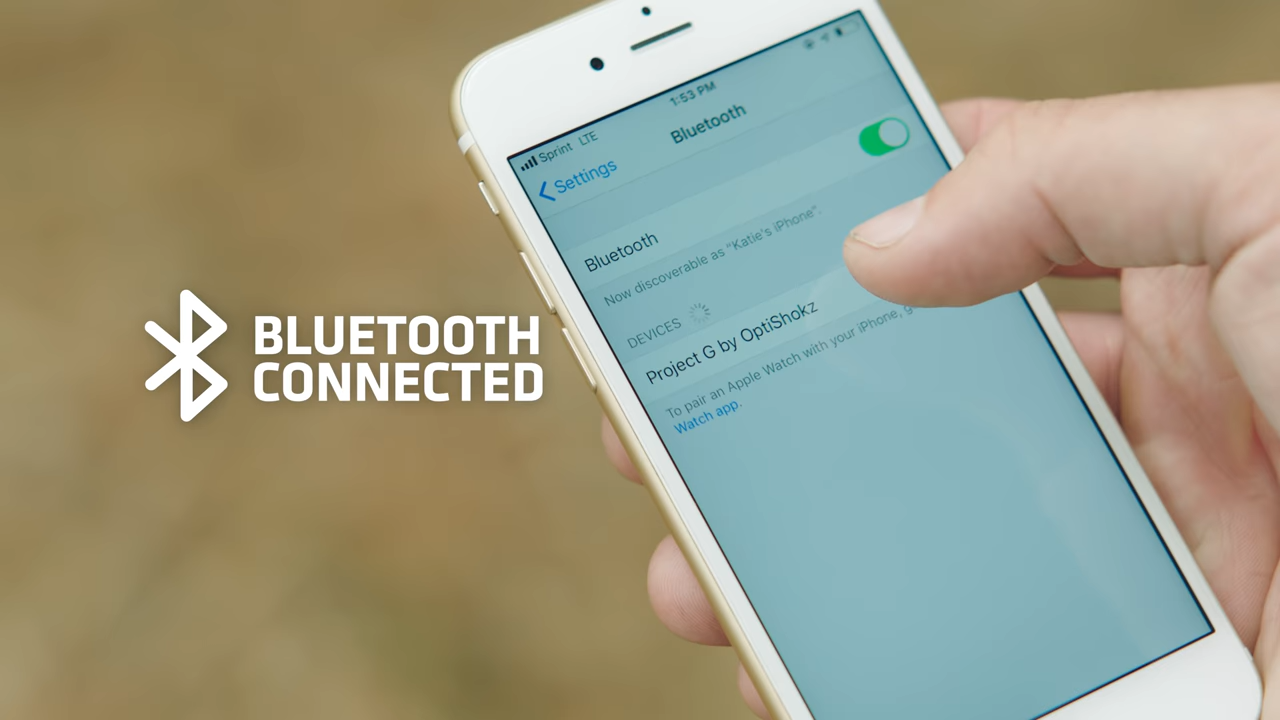 Sprint LTE
1:53 PM
Settings
Bluetooth
Bluetooth
Now discoverable as "Katie's iPhone".
DEVICES
Project G by OptiShokz
To pair an Apple Watch with your iPhone,
Watch app.
BLUETOOTH
CONNECTED